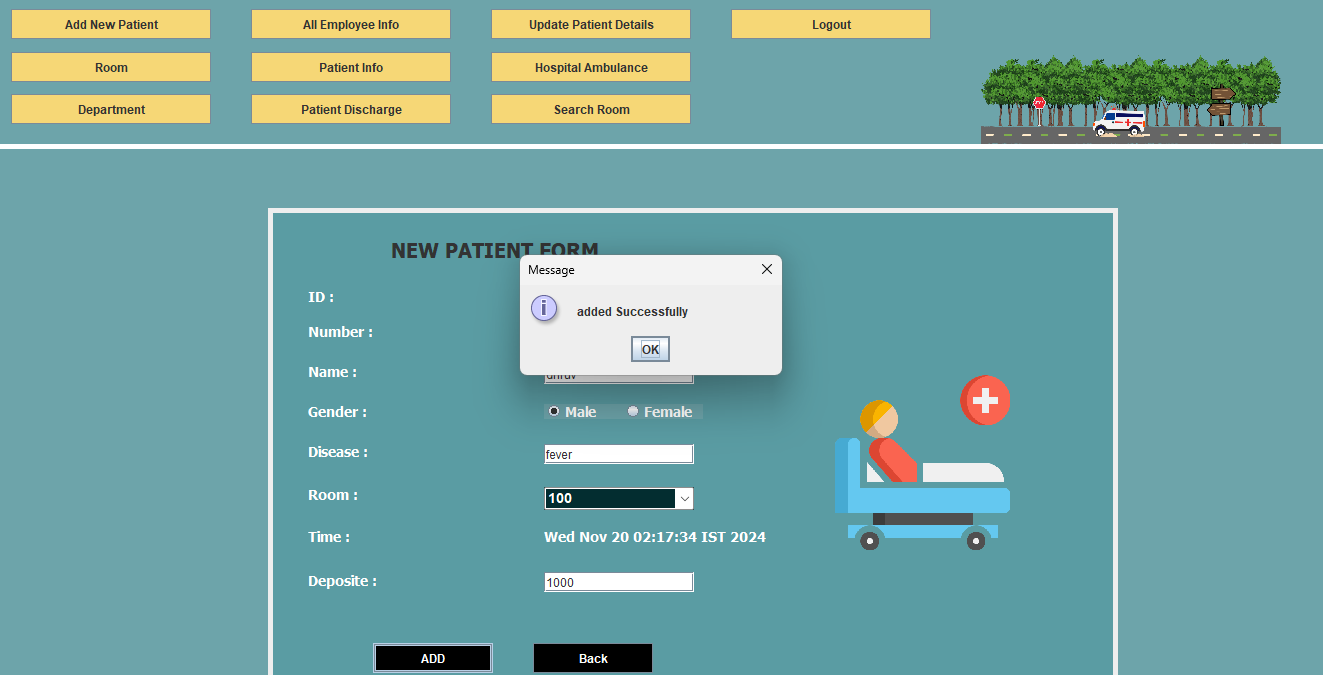 Add New Patient
All Employee Info
Update Patient Details
Logout
Room
Patient Info
Hospital Ambulance
Department
Patient Discharge
Search Room
NEW PATIENT FORM
Message
added Successfully
OK
ID :
Number :
Name :
Gender :
Male
Female
Disease :
fever
Room :
100
Time :
Wed Nov 20 02:17:34 IST 2024
Deposite :
1000
ADD
Back